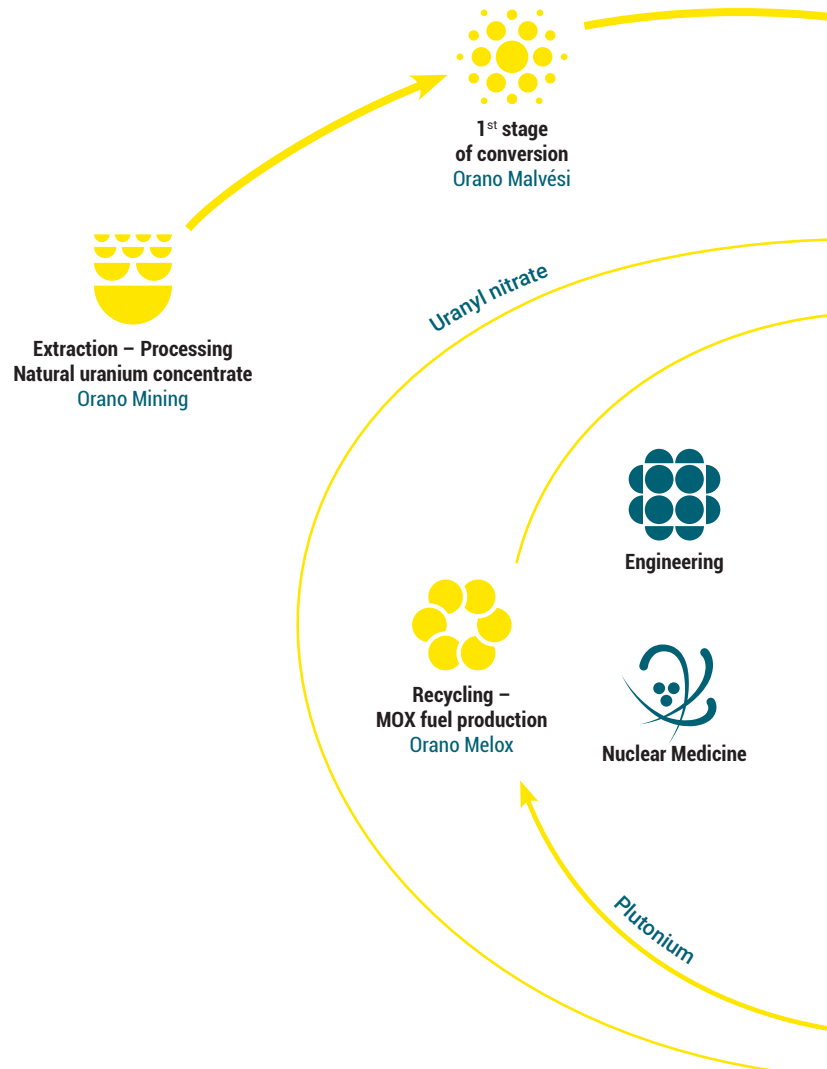 1st stage
of conversion
Orano Malvési
Extraction – Processing
Natural uranium concentrate
Orano Mining
Uranyl nitrate
Engineering
Recycling –
MOX fuel production
Orano Melox
Nuclear Medicine
Plutonium